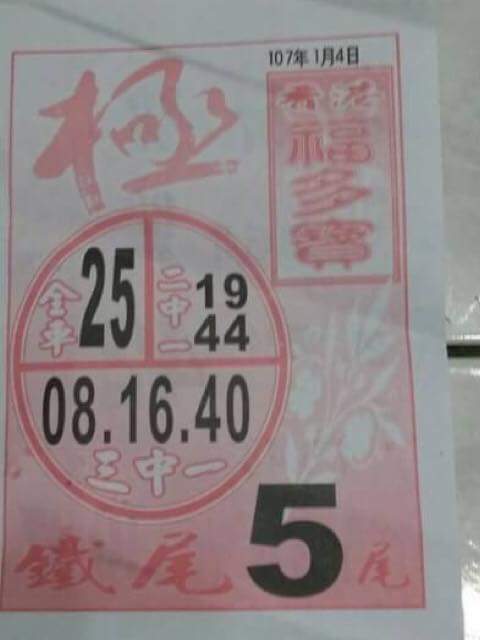 107年1月4日
極
香港
福多寶
全車
25
二中一
19
44
08.16.40
三中一
鐵尾5尾